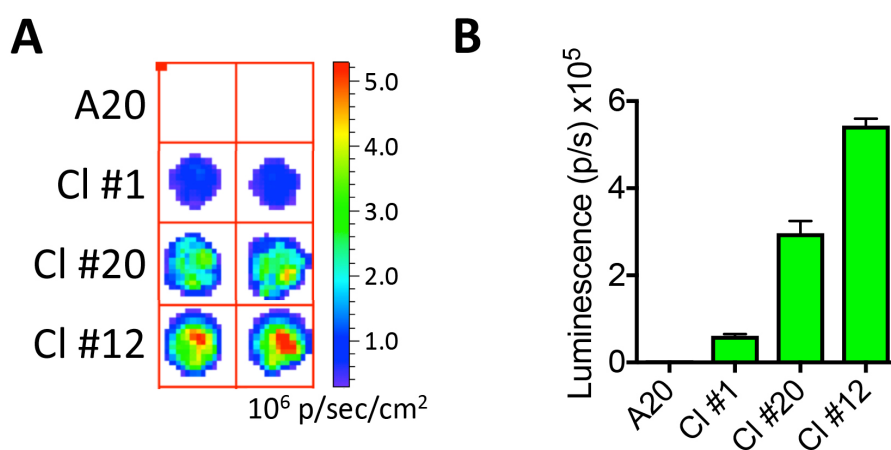 A
A20
Cl #1
Cl #20
Cl #12
5.0
4.0
3.0
2.0
1.0
10⁶ p/sec/cm²
B
Luminescence (p/s) x10⁵
6
4
2
0
A20
Cl #1
Cl #20
Cl #12